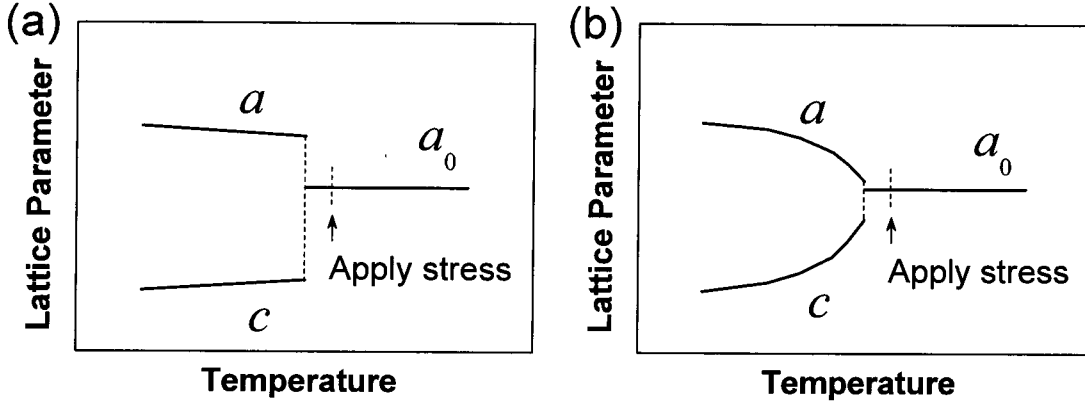 (a)
Lattice Parameter
a
a0
Apply stress
c
Temperature
(b)
Lattice Parameter
a
a0
Apply stress
c
Temperature